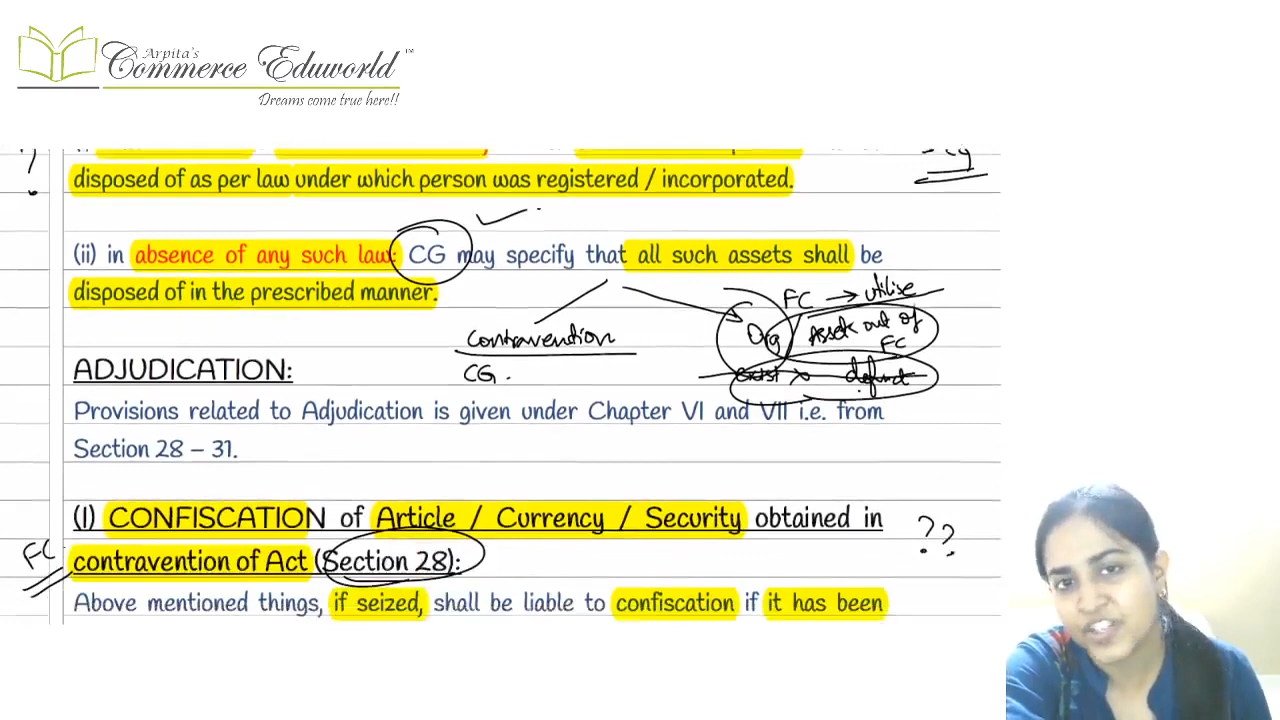 Arpita's
Commerce Eduworld™
Dreams come true here!!
disposed of as per law under which person was registered / incorporated.
(ii) in absence of any such law: CG may specify that all such assets shall be
disposed of in the prescribed manner.
FC → utilise
contravention
Org
Asset out of
FC
CG.
exist × defunct
ADJUDICATION:
Provisions related to Adjudication is given under Chapter VI and VII i.e. from
Section 28 – 31.
(I) CONFISCATION of Article / Currency / Security obtained in
??
FC
contravention of Act (Section 28):
Above mentioned things, if seized, shall be liable to confiscation if it has been